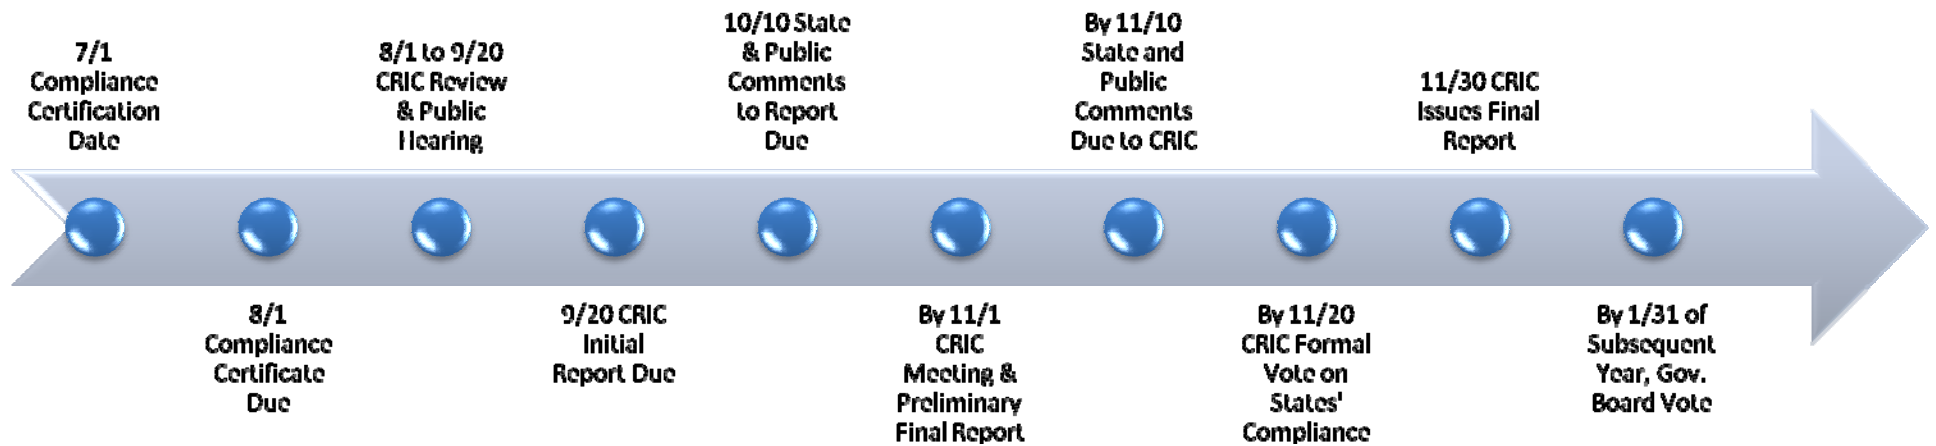 7/1
Compliance
Certification
Date
8/1
Compliance
Certificate
Due
8/1 to 9/20
CRIC Review
& Public
Hearing
9/20 CRIC
Initial
Report Due
10/10 State
& Public
Comments
to Report
Due
By 11/1
CRIC
Meeting &
Preliminary
Final Report
By 11/10
State and
Public
Comments
Due to CRIC
By 11/20
CRIC Formal
Vote on
States'
Compliance
11/30 CRIC
Issues Final
Report
By 1/31 of
Subsequent
Year, Gov.
Board Vote